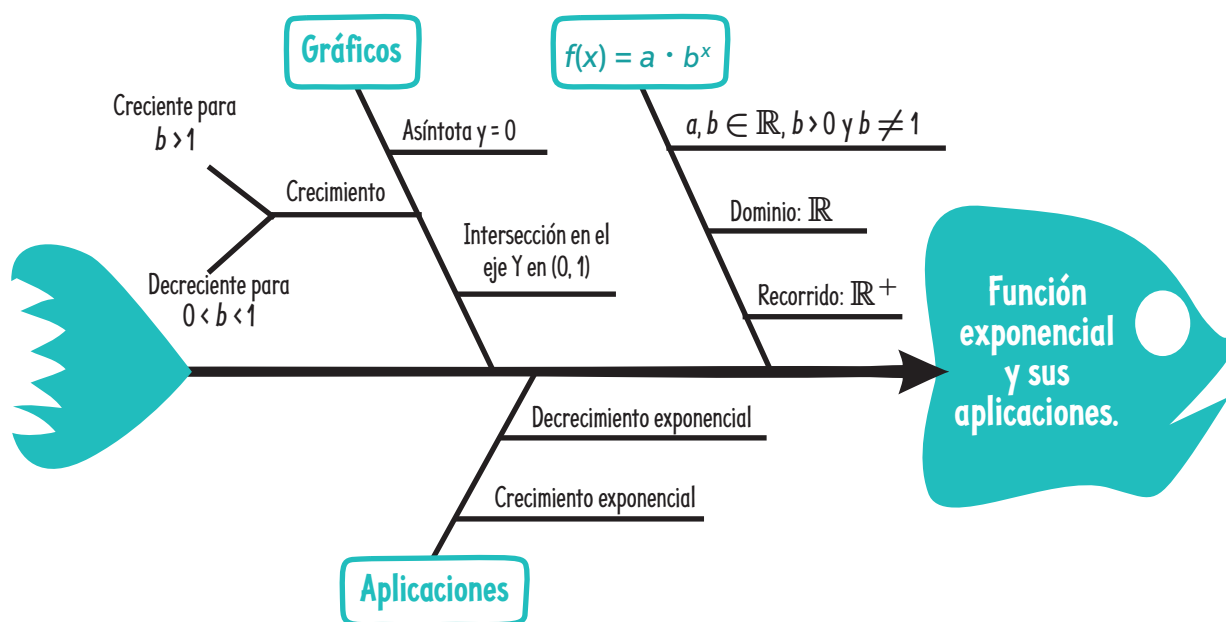 Gráficos
f(x) = a · bˣ
Creciente para
b > 1
Asíntota y = 0
a, b ∈ ℝ, b > 0 y b ≠ 1
Crecimiento
Dominio: ℝ
Intersección en el
eje Y en (0, 1)
Decreciente para
0 < b < 1
Recorrido: ℝ⁺
Función
exponencial
y sus
aplicaciones.
Decrecimiento exponencial
Crecimiento exponencial
Aplicaciones